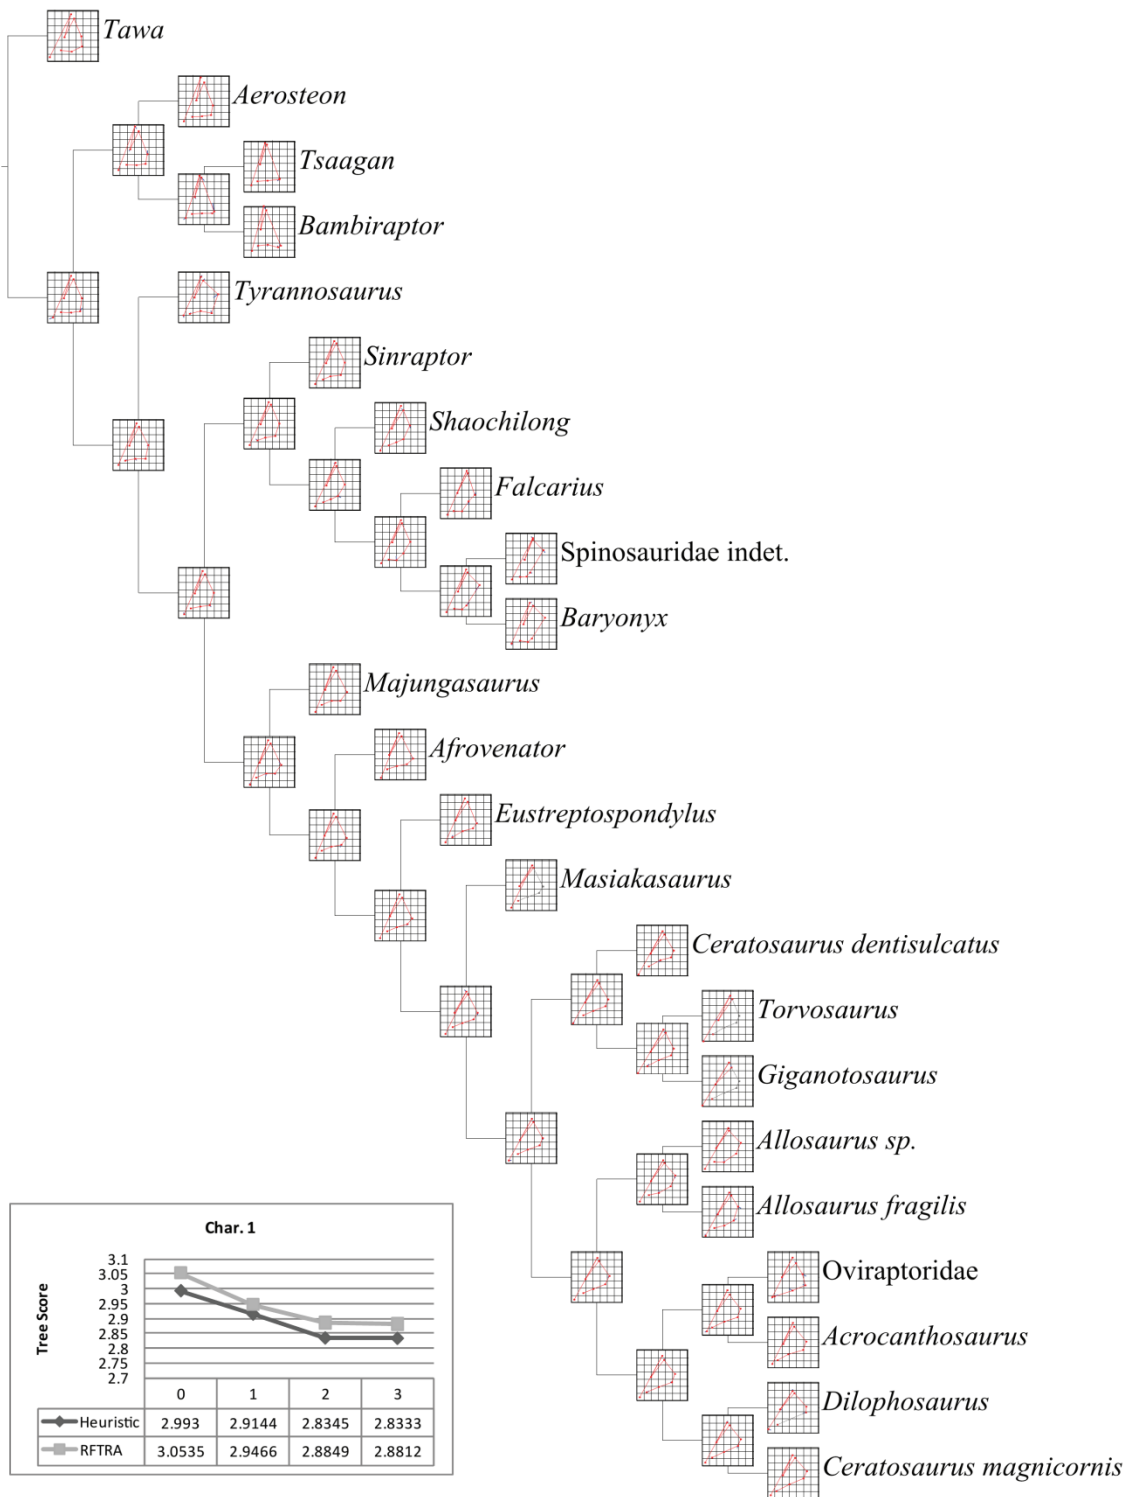 Tawa
Aerosteon
Tsaagan
Bambiraptor
Tyrannosaurus
Sinraptor
Shaochilong
Falcarius
Spinosauridae indet.
Baryonyx
Majungasaurus
Afrovenator
Eustreptospondylus
Masiakasaurus
Ceratosaurus dentisulcatus
Torvosaurus
Giganotosaurus
Allosaurus sp.
Allosaurus fragilis
Oviraptoridae
Acrocanthosaurus
Dilophosaurus
Ceratosaurus magnicornis
Char. 1
Tree Score
3.1
3.05
3
2.95
2.9
2.85
2.8
2.75
2.7
0 1 2 3
Heuristic 2.993 2.9144 2.8345 2.8333
RFTRA 3.0535 2.9466 2.8849 2.8812